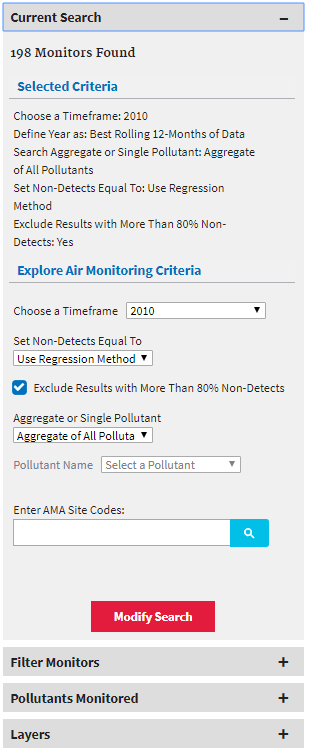 Current Search −
198 Monitors Found
Selected Criteria
Choose a Timeframe: 2010
Define Year as: Best Rolling 12-Months of Data
Search Aggregate or Single Pollutant: Aggregate
of All Pollutants
Set Non-Detects Equal To: Use Regression
Method
Exclude Results with More Than 80% Non-
Detects: Yes
Explore Air Monitoring Criteria
Choose a Timeframe 2010
Set Non-Detects Equal To
Use Regression Method
Exclude Results with More Than 80% Non-Detects
Aggregate or Single Pollutant
Aggregate of All Polluta
Pollutant Name Select a Pollutant
Enter AMA Site Codes:
Modify Search
Filter Monitors +
Pollutants Monitored +
Layers +